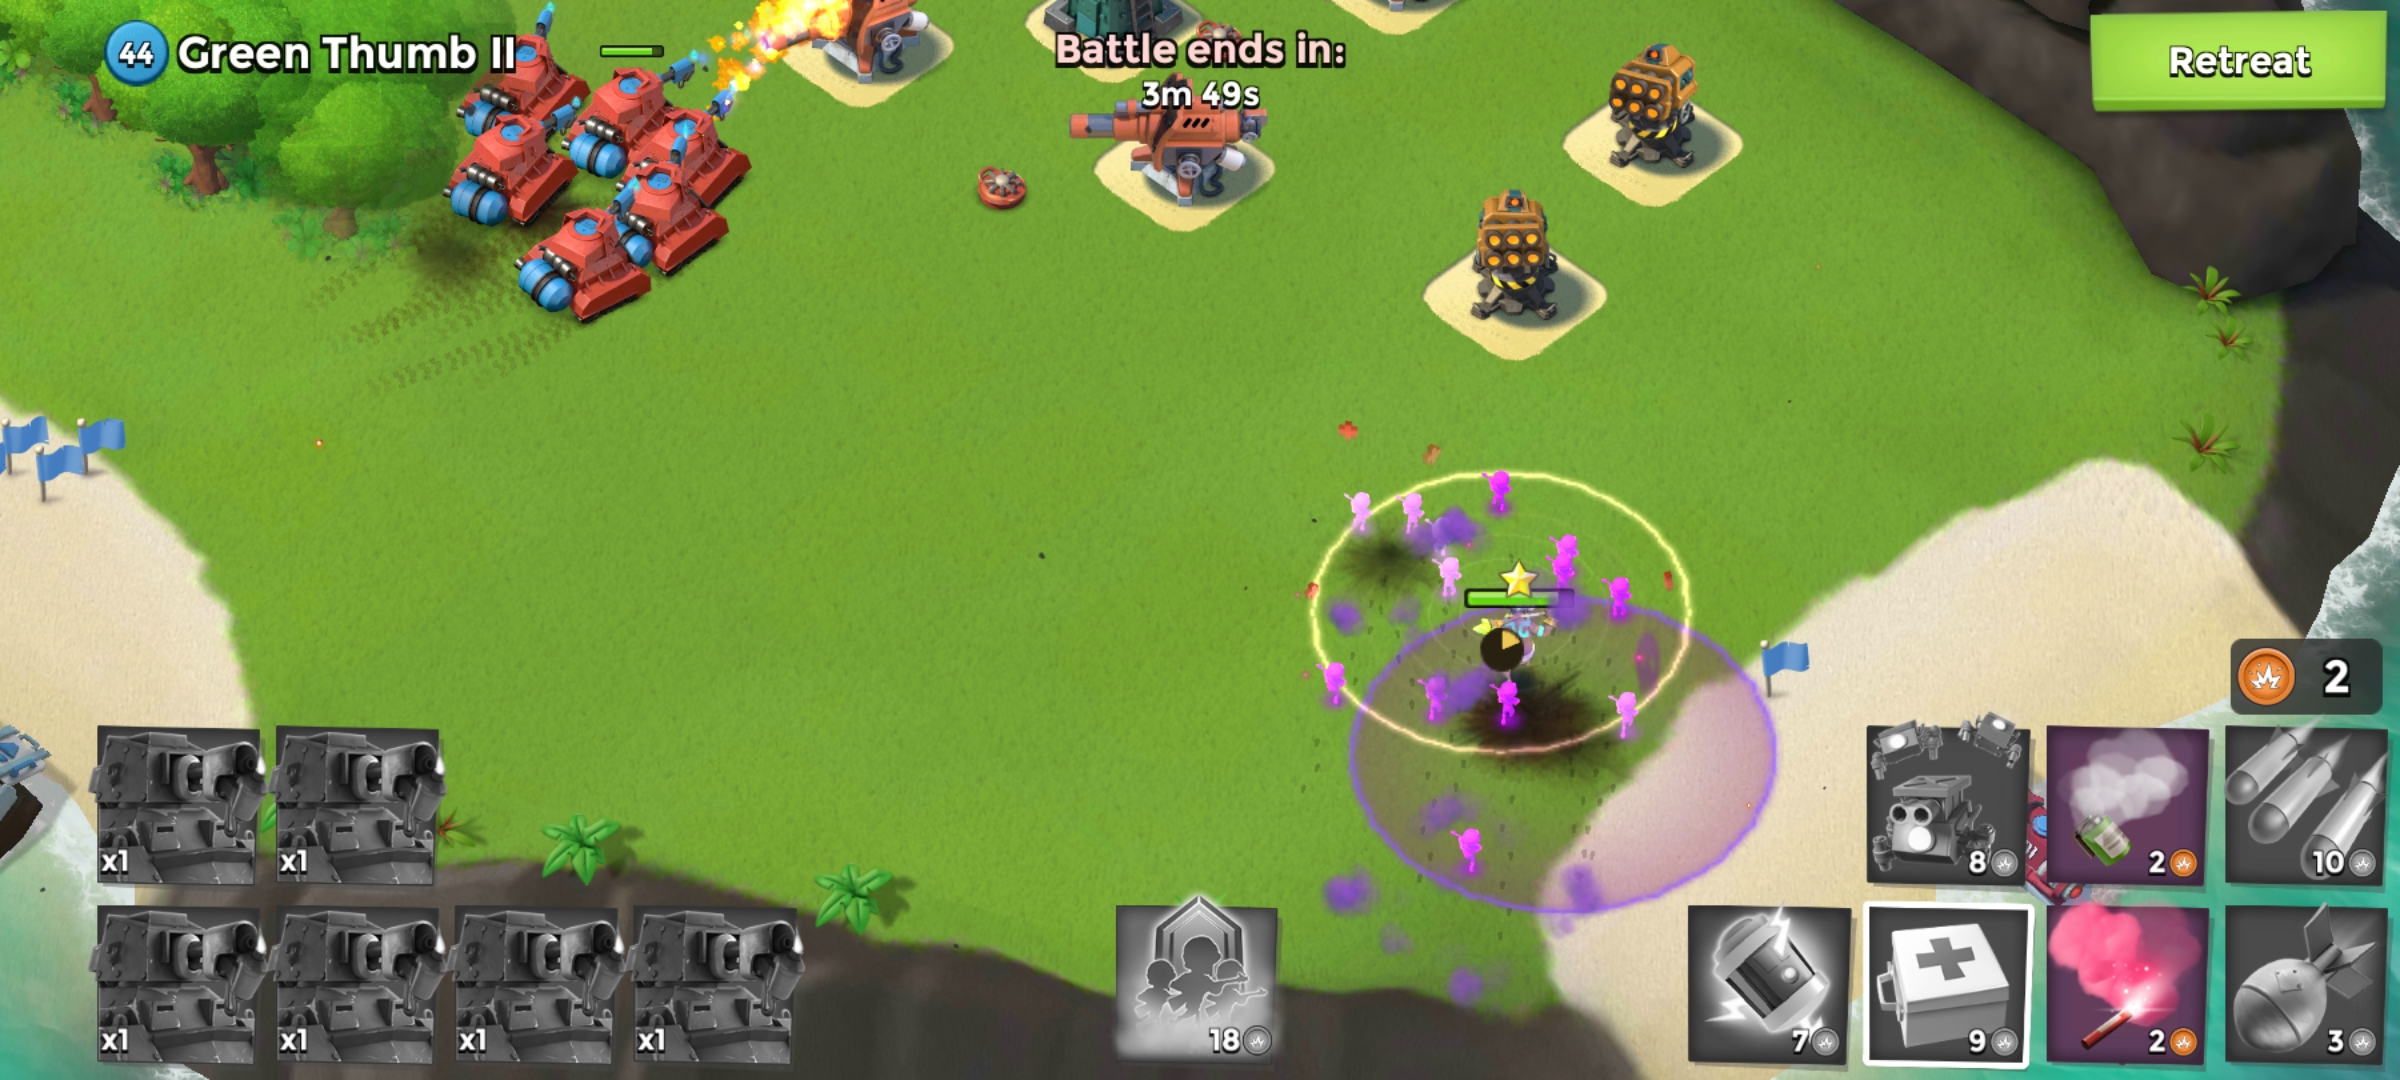 44 Green Thumb II
Battle ends in:
3m 49s
Retreat
2
x1 x1
8 2 10
x1 x1 x1 x1
18
7 9 2 3